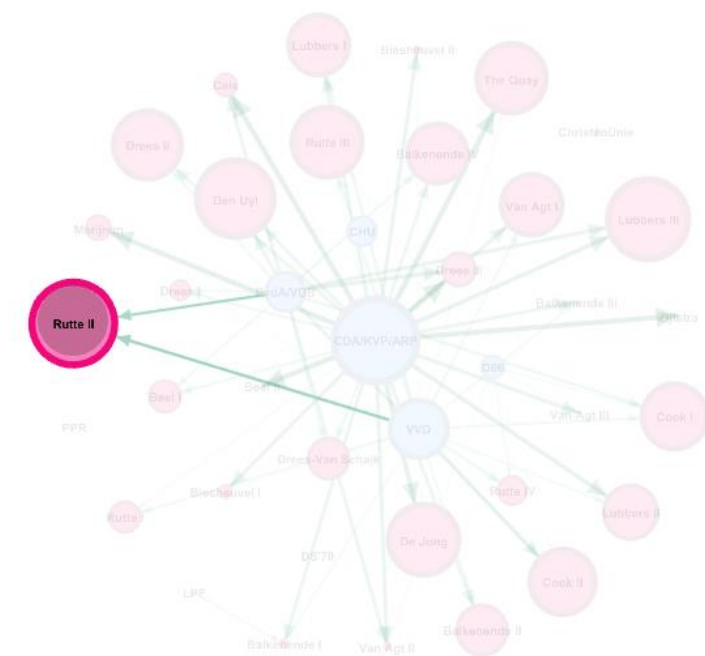 Lubbers I
Biesheuvel II
The Quay
Cals
Rutte III
Balkenende IV
ChristenUnie
Drees II
Den Uyl
Van Agt I
Lubbers III
Marijnen
CHU
Drees III
Drees I
PvdA/VDB
Balkenende III
Rutte II
CDA/KVP/ARP
D66
Beel I
Beel II
Van Agt III
Cook I
PPR
VVD
Drees-Van Schaik
Biesheuvel I
Rutte IV
Rutte
Lubbers II
De Jong
DS'70
Cook II
LPF
Balkenende II
Balkenende I
Van Agt II